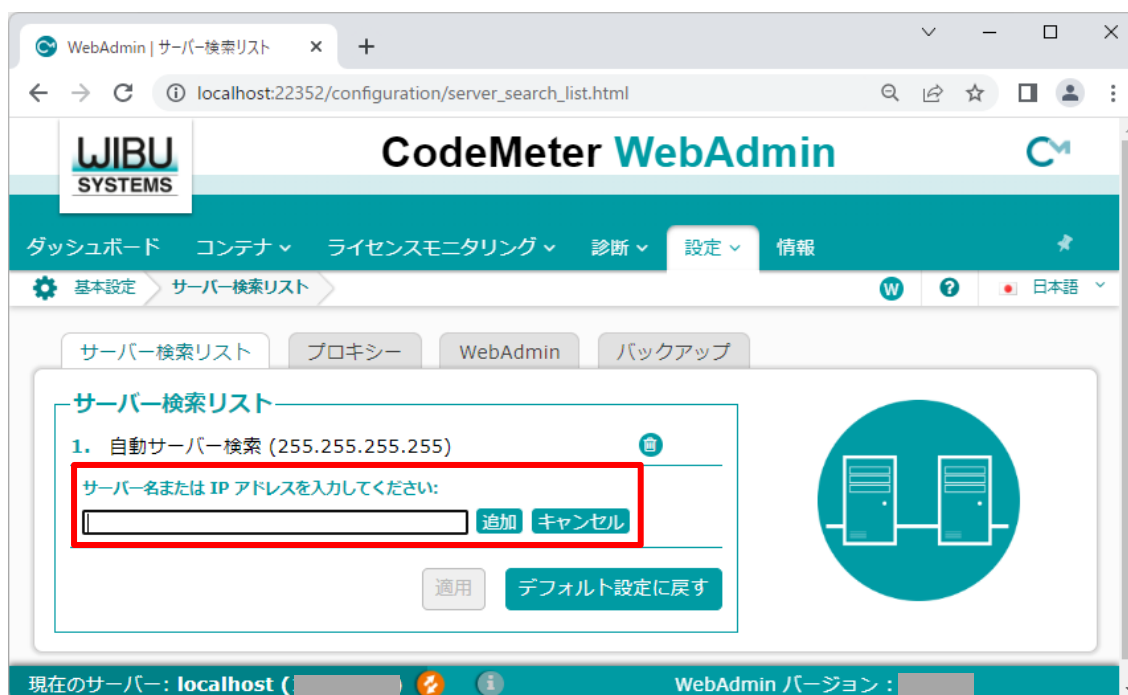 WebAdmin | サーバー検索リスト
localhost:22352/configuration/server_search_list.html
WIBU
SYSTEMS
CodeMeter WebAdmin
ダッシュボード コンテナ ライセンスモニタリング 診断 設定 情報
基本設定 サーバー検索リスト W ? 日本語
サーバー検索リスト プロキシー WebAdmin バックアップ
サーバー検索リスト
1. 自動サーバー検索 (255.255.255.255)
サーバー名または IP アドレスを入力してください:
追加 キャンセル
適用 デフォルト設定に戻す
現在のサーバー: localhost ( ) WebAdmin バージョン :